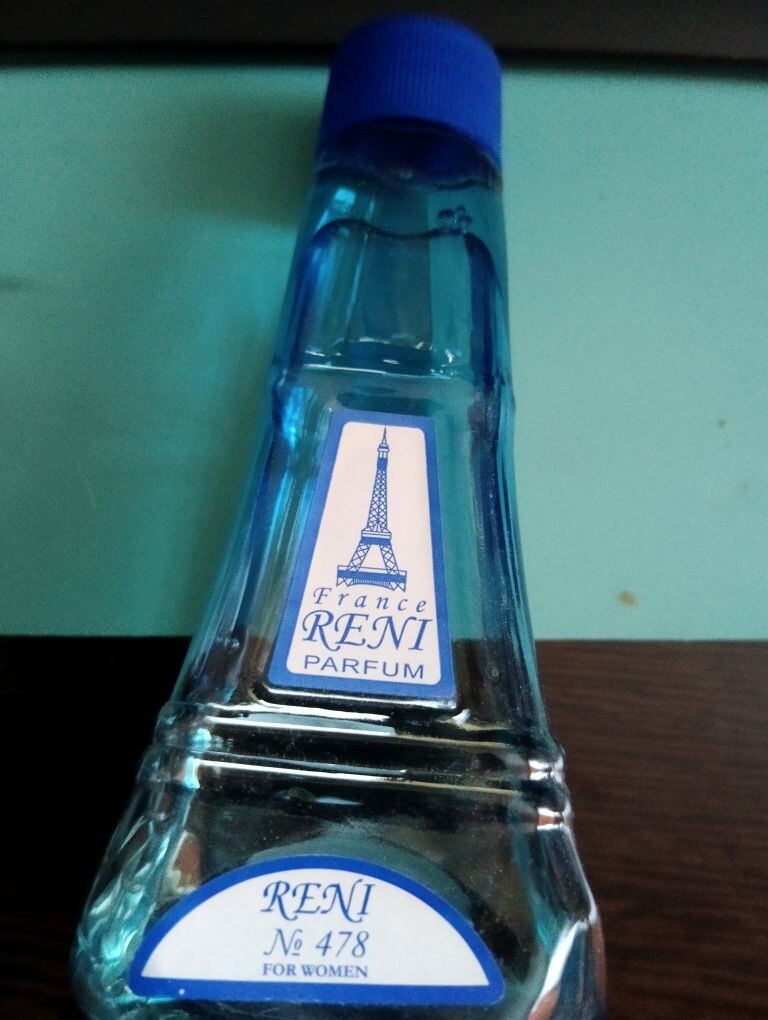 France
RENI
PARFUM
RENI
№ 478
FOR WOMEN